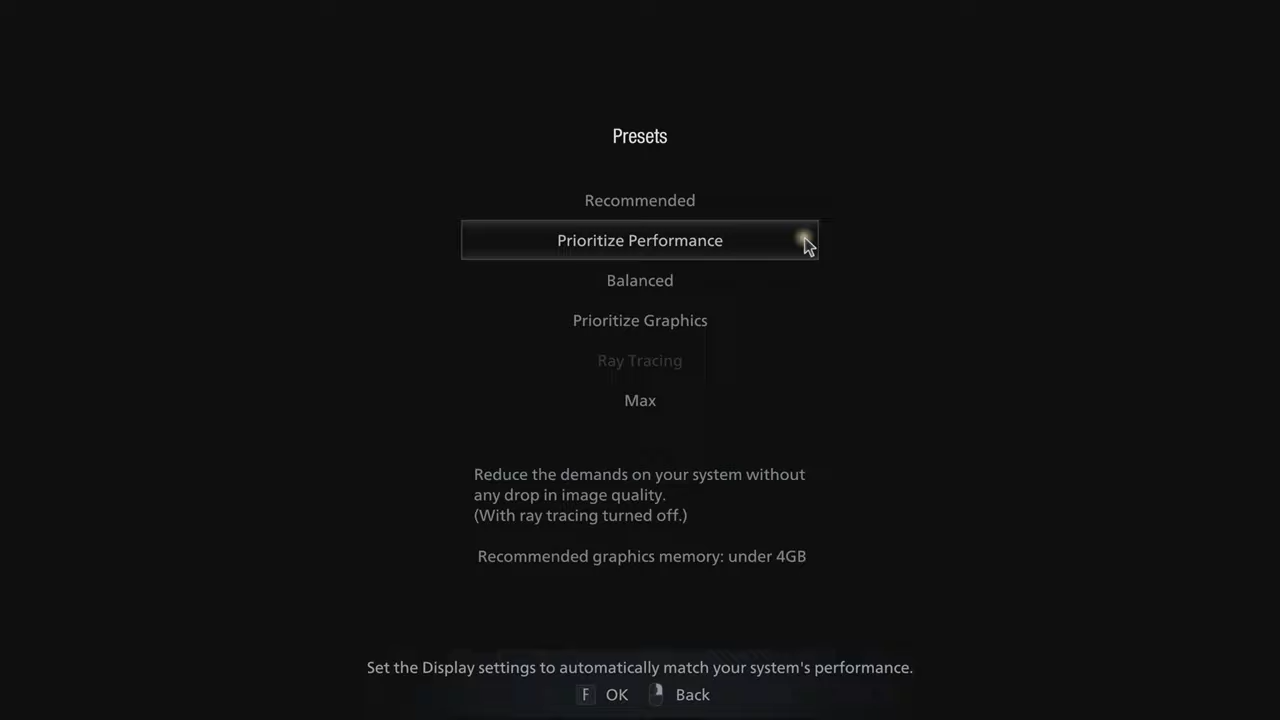 Presets
Recommended
Prioritize Performance
Balanced
Prioritize Graphics
Ray Tracing
Max
Reduce the demands on your system without
any drop in image quality.
(With ray tracing turned off.)
Recommended graphics memory: under 4GB
Set the Display settings to automatically match your system's performance.
F OK Back